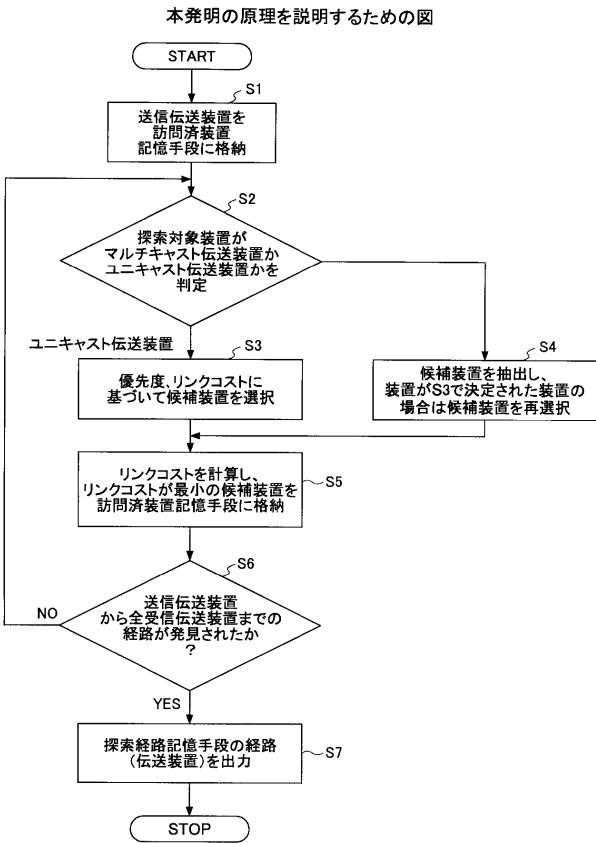 本発明の原理を説明するための図
START
S1
送信伝送装置を
訪問済装置
記憶手段に格納
S2
探索対象装置が
マルチキャスト伝送装置か
ユニキャスト伝送装置かを
判定
ユニキャスト伝送装置
S3
優先度、リンクコストに
基づいて候補装置を選択
S4
候補装置を抽出し、
装置がS3で決定された装置の
場合は候補装置を再選択
リンクコストを計算し、
リンクコストが最小の候補装置を
訪問済装置記憶手段に格納
S5
S6
送信伝送装置
から全受信伝送装置までの
経路が発見されたか
?
NO
YES
探索経路記憶手段の経路
(伝送装置)を出力
S7
STOP